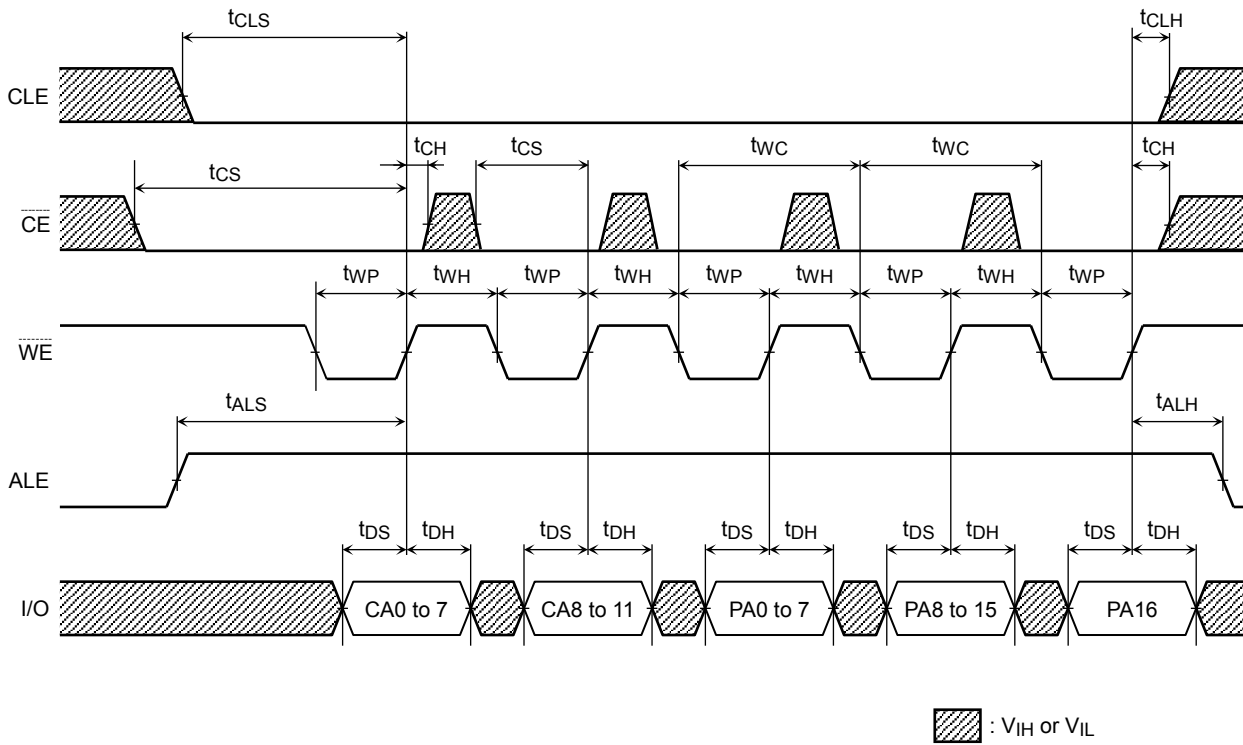 tCLS tCLH
CLE
tCH tCS tWC tWC tCH
tCS
CE
tWP tWH tWP tWH tWP tWH tWP tWH tWP
WE
tALS tALH
ALE
tDS tDH tDS tDH tDS tDH tDS tDH tDS tDH
I/O CA0 to 7 CA8 to 11 PA0 to 7 PA8 to 15 PA16
: VIH or VIL